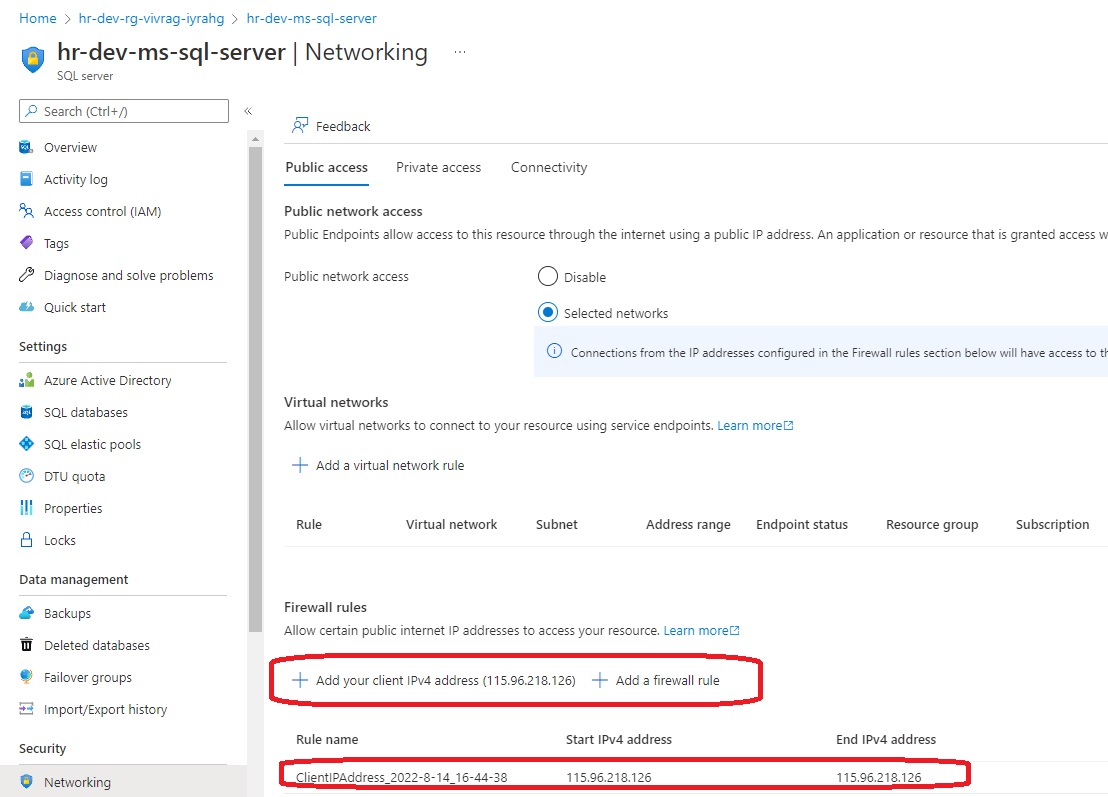 Home > hr-dev-rg-vivrag-iyrahg > hr-dev-ms-sql-server
hr-dev-ms-sql-server | Networking ...
SQL server
Search (Ctrl+/)
«
Overview
Activity log
Access control (IAM)
Tags
Diagnose and solve problems
Quick start
Settings
Azure Active Directory
SQL databases
SQL elastic pools
DTU quota
Properties
Locks
Data management
Backups
Deleted databases
Failover groups
Import/Export history
Security
Networking
Feedback
Public access Private access Connectivity
Public network access
Public Endpoints allow access to this resource through the internet using a public IP address. An application or resource that is granted access w
Public network access
Disable
Selected networks
Connections from the IP addresses configured in the Firewall rules section below will have access to th
Virtual networks
Allow virtual networks to connect to your resource using service endpoints. Learn more
+ Add a virtual network rule
Rule Virtual network Subnet Address range Endpoint status Resource group Subscription
Firewall rules
Allow certain public internet IP addresses to access your resource. Learn more
+ Add your client IPv4 address (115.96.218.126) + Add a firewall rule
Rule name Start IPv4 address End IPv4 address
ClientIPAddress_2022-8-14_16-44-38 115.96.218.126 115.96.218.126